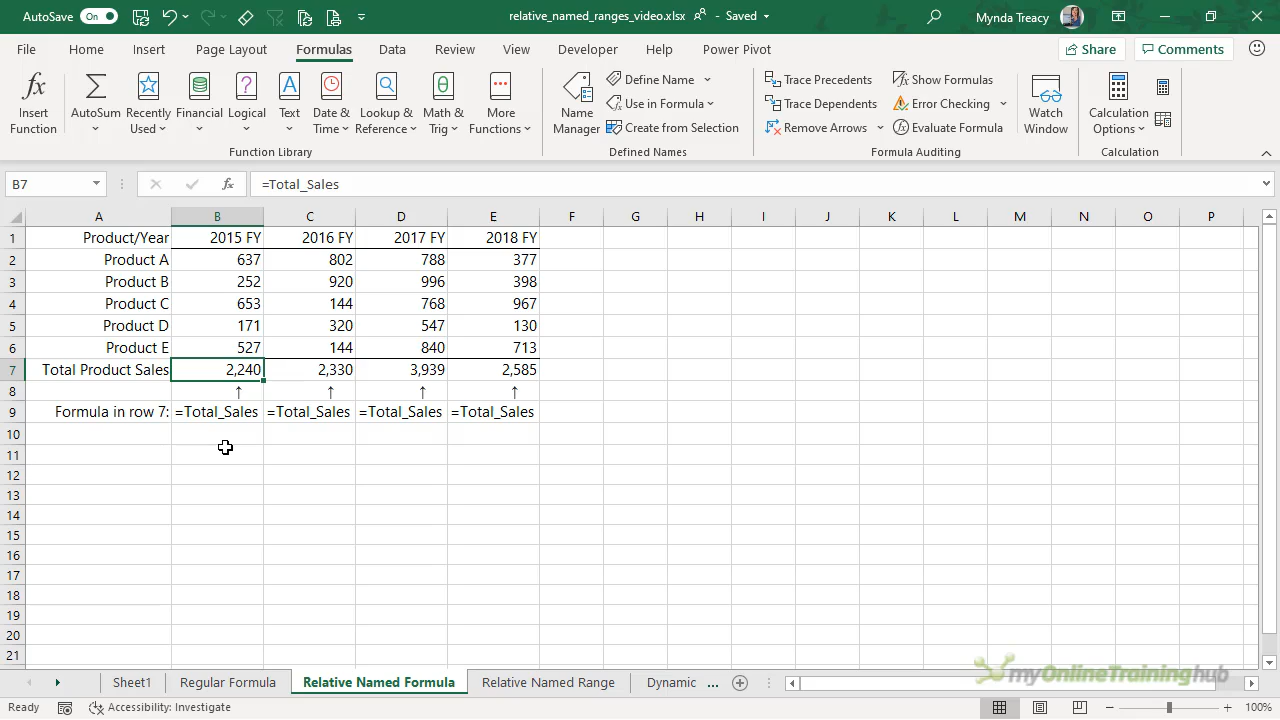 AutoSave On relative_named_ranges_video.xlsx - Saved Mynda Treacy
File Home Insert Page Layout Formulas Data Review View Developer Help Power Pivot Share Comments
fx Insert Function
Σ AutoSum
Recently Used
Financial
? Logical
A Text
Date & Time
Lookup & Reference
θ Math & Trig
More Functions
Function Library
Name Manager
Define Name
Use in Formula
Create from Selection
Defined Names
Trace Precedents
Trace Dependents
Remove Arrows
Show Formulas
Error Checking
fx Evaluate Formula
Formula Auditing
Watch Window
Calculation Options
Calculation
B7 fx =Total_Sales
A B C D E F G H I J K L M N O P
1 Product/Year 2015 FY 2016 FY 2017 FY 2018 FY
2 Product A 637 802 788 377
3 Product B 252 920 996 398
4 Product C 653 144 768 967
5 Product D 171 320 547 130
6 Product E 527 144 840 713
7 Total Product Sales 2,240 2,330 3,939 2,585
8 ↑ ↑ ↑ ↑
9 Formula in row 7: =Total_Sales =Total_Sales =Total_Sales =Total_Sales
10
11
12
13
14
15
16
17
18
19
20
21
myOnlineTraininghub
Sheet1 Regular Formula Relative Named Formula Relative Named Range Dynamic ...
Ready Accessibility: Investigate 100%